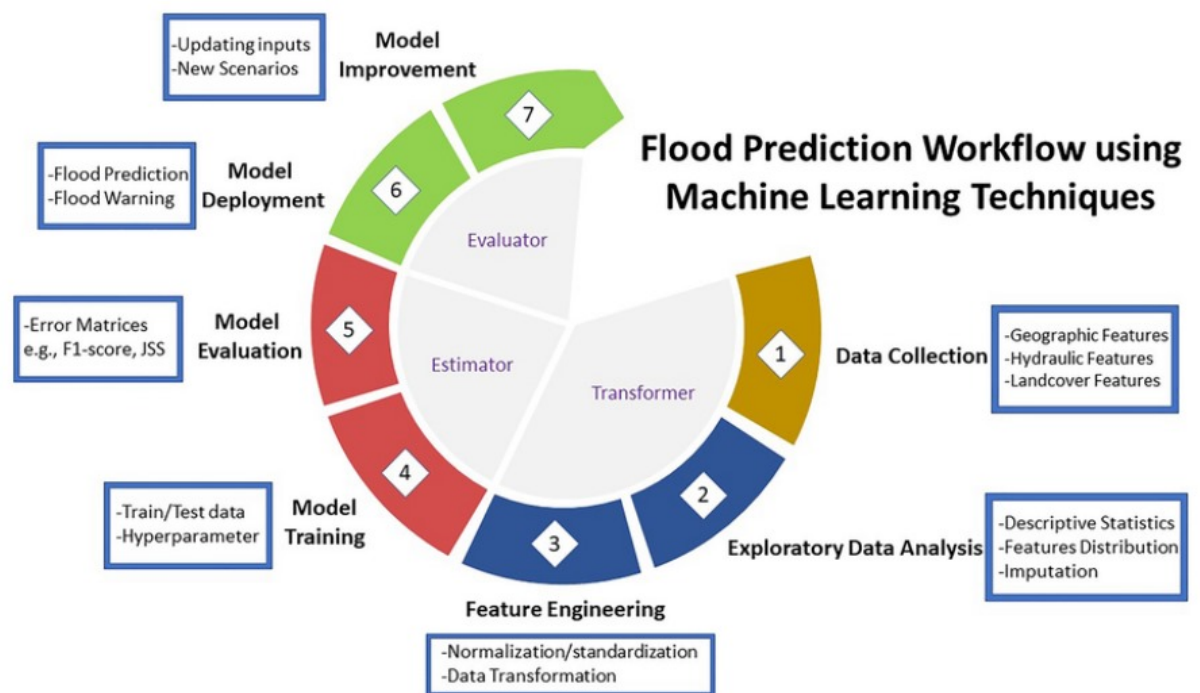 Flood Prediction Workflow using
Machine Learning Techniques
1
Data Collection
-Geographic Features
-Hydraulic Features
-Landcover Features
2
Exploratory Data Analysis
-Descriptive Statistics
-Features Distribution
-Imputation
3
Feature Engineering
-Normalization/standardization
-Data Transformation
4
Model
Training
-Train/Test data
-Hyperparameter
5
Model
Evaluation
-Error Matrices
e.g., F1-score, JSS
6
Model
Deployment
-Flood Prediction
-Flood Warning
7
Model
Improvement
-Updating inputs
-New Scenarios
Transformer
Estimator
Evaluator